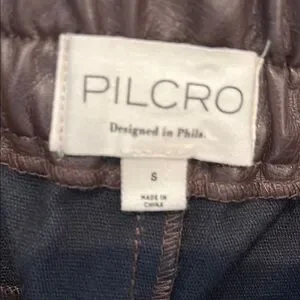 PILCRO
Designed in Phila.
S
MADE IN
CHINA